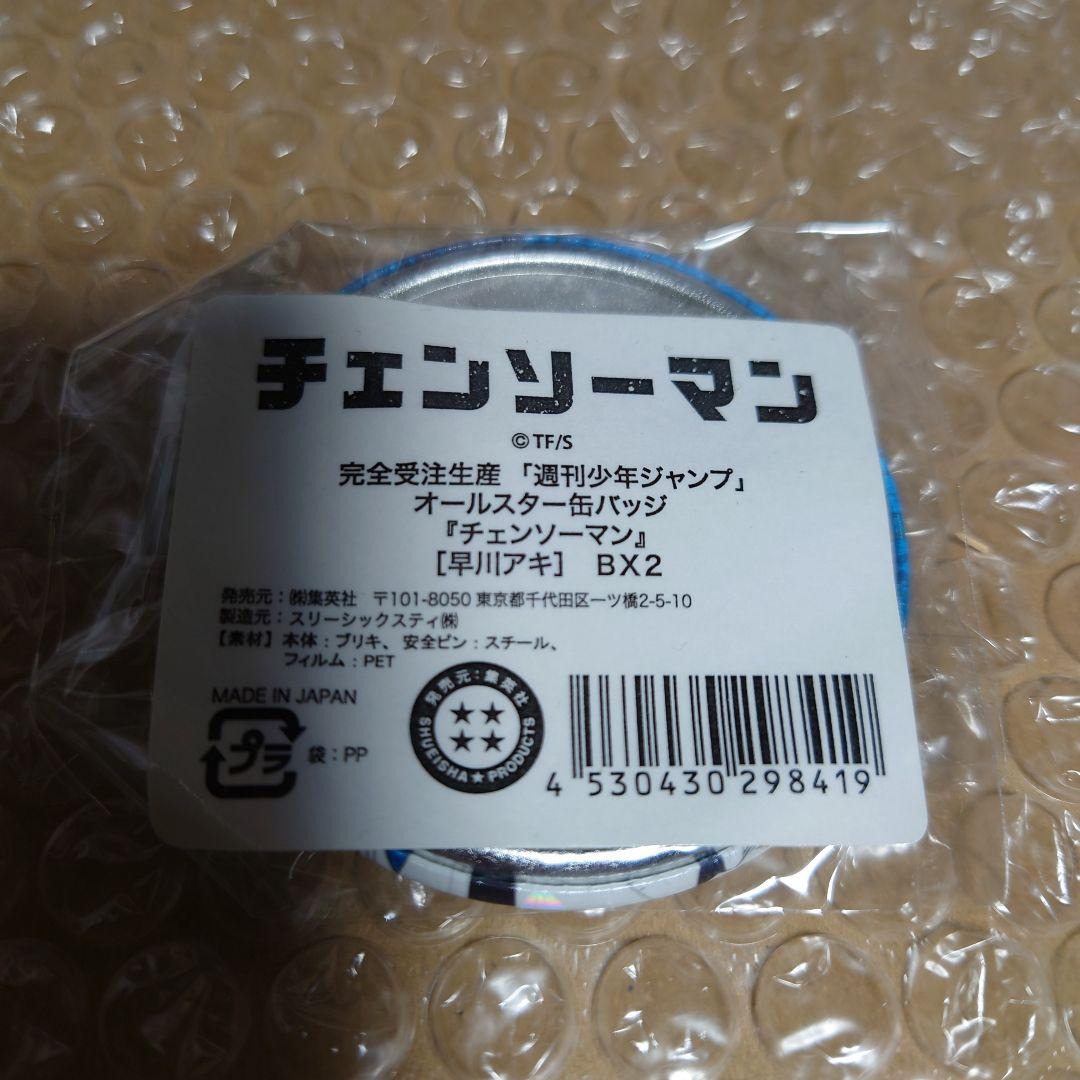 チェンソーマン
©TF/S
完全受注生産 「週刊少年ジャンプ」
オールスター缶バッジ
『チェンソーマン』
［早川アキ］ BX2
発売元：㈱集英社 〒101-8050 東京都千代田区一ツ橋2-5-10
製造元：スリーシックスティ㈱
【素材】本体：ブリキ、安全ピン：スチール、
フィルム：PET
MADE IN JAPAN
プラ
袋：PP
発売元：集英社
SHUEISHA★PRODUCTS
4 530430 298419